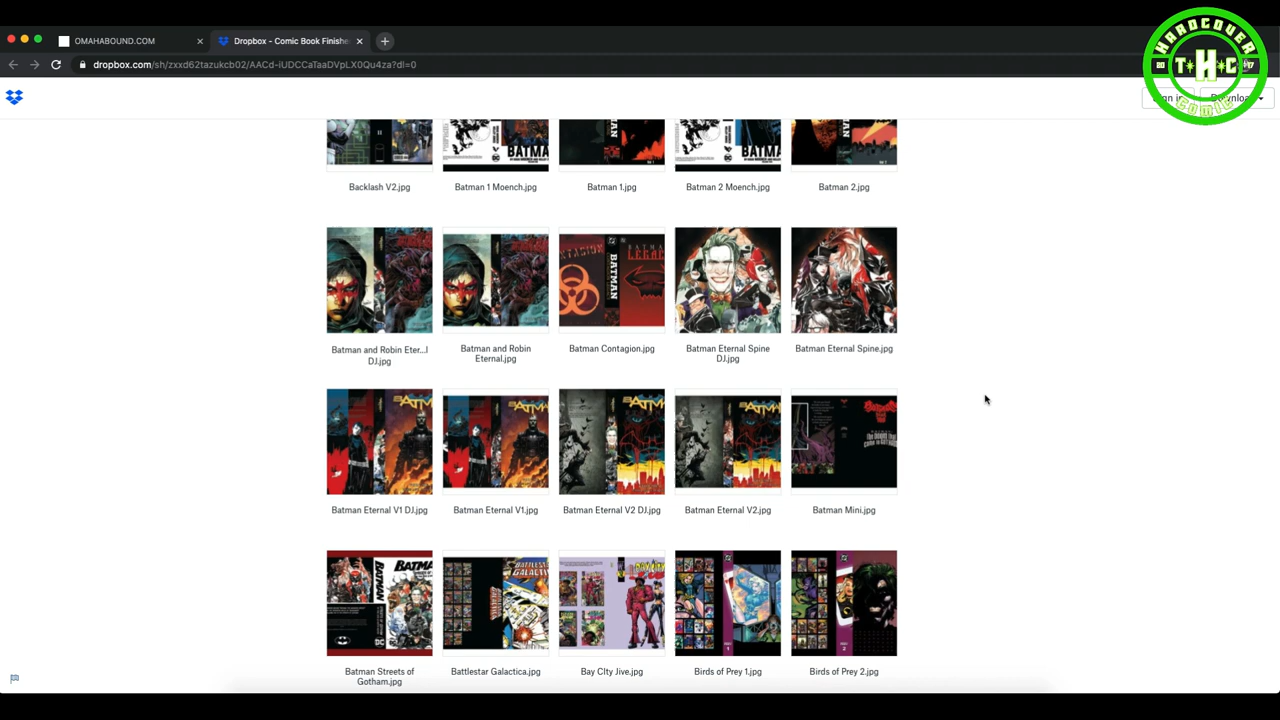 OMAHABOUND.COM
Dropbox - Comic Book Finishe
dropbox.com/sh/zxxd62tazukcb02/AACd-IUDCCaTaaDVpLX0Qu4za?dl=0
HARDCOVER
20 T*H*C 17
COMIC
Sign in
Download
Backlash V2.jpg
Batman 1 Moench.jpg
Batman 1.jpg
Batman 2 Moench.jpg
Batman 2.jpg
Batman and Robin Eter...l
DJ.jpg
Batman and Robin
Eternal.jpg
Batman Contagion.jpg
Batman Eternal Spine
DJ.jpg
Batman Eternal Spine.jpg
Batman Eternal V1 DJ.jpg
Batman Eternal V1.jpg
Batman Eternal V2 DJ.jpg
Batman Eternal V2.jpg
Batman Mini.jpg
Batman Streets of
Gotham.jpg
Battlestar Galactica.jpg
Bay CIty Jive.jpg
Birds of Prey 1.jpg
Birds of Prey 2.jpg